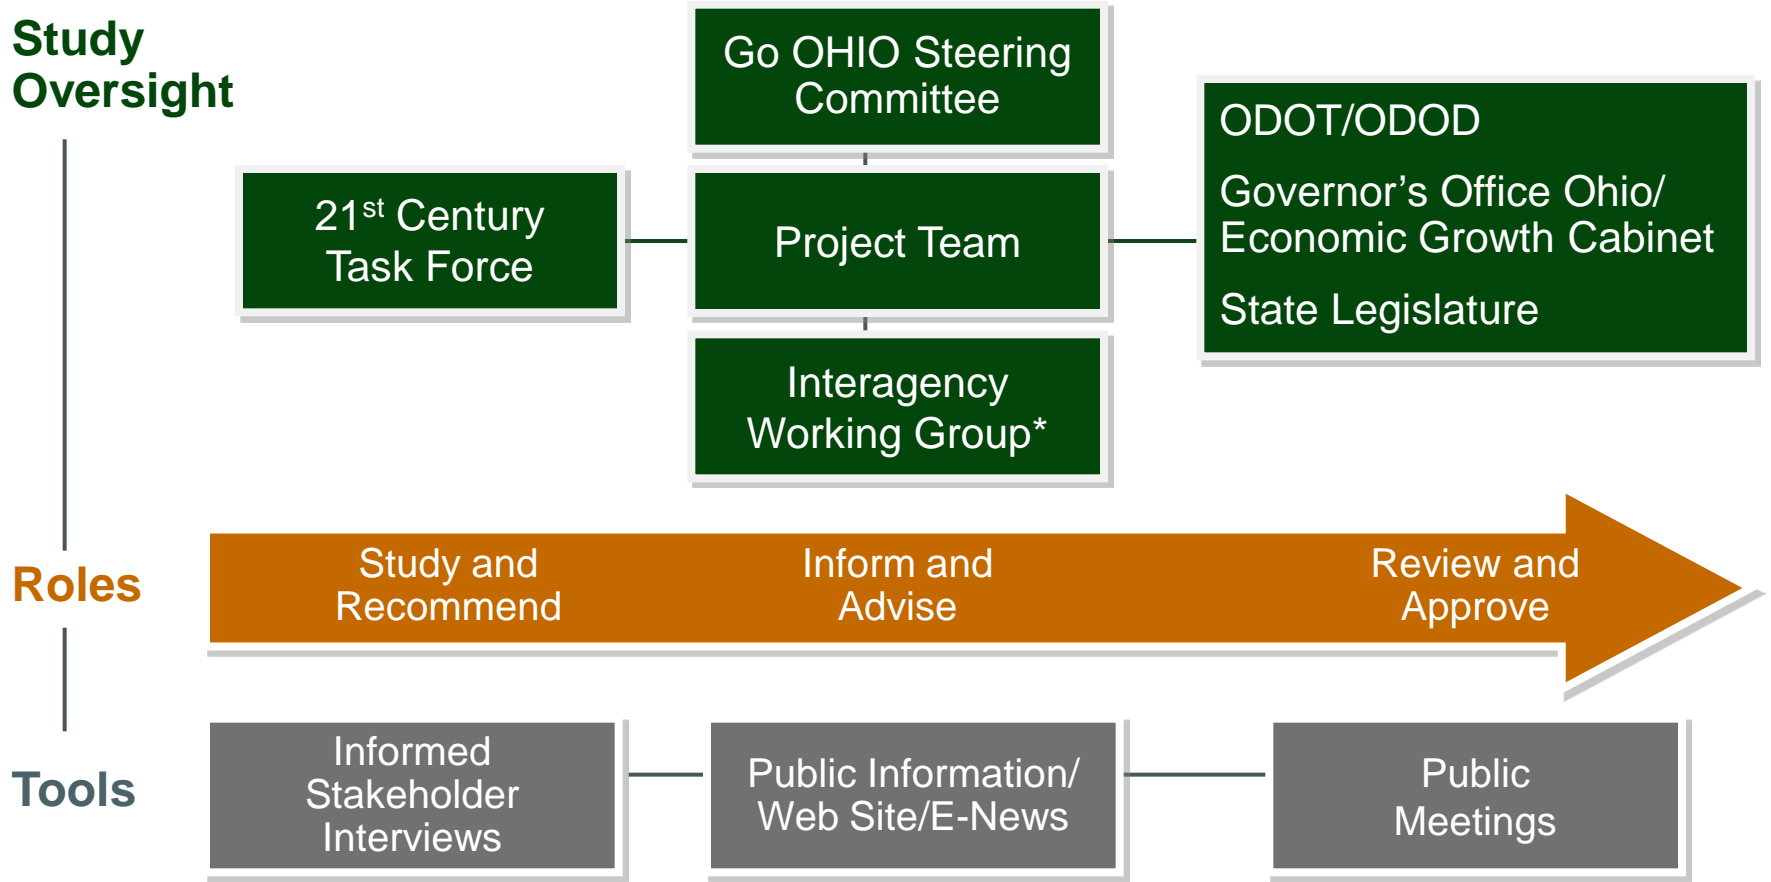 Study
Oversight
Go OHIO Steering
Committee
21st Century
Task Force
Project Team
Interagency
Working Group*
ODOT/ODOD
Governor’s Office Ohio/
Economic Growth Cabinet
State Legislature
Roles
Study and
Recommend
Inform and
Advise
Review and
Approve
Tools
Informed
Stakeholder
Interviews
Public Information/
Web Site/E-News
Public
Meetings